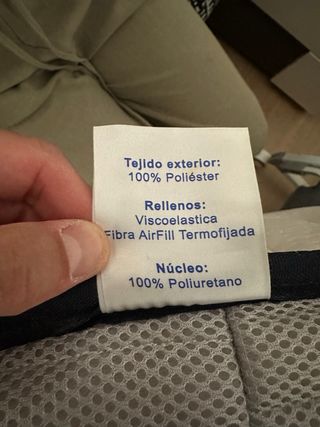 Tejido exterior:
100% Poliéster
Rellenos:
Viscoelastica
Fibra AirFill Termofijada
Núcleo:
100% Poliuretano